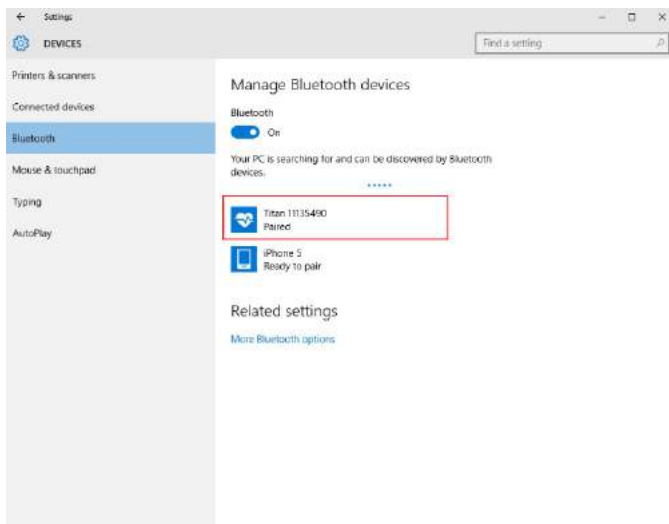 Settings
DEVICES
Find a setting
Printers & scanners
Connected devices
Bluetooth
Mouse & touchpad
Typing
AutoPlay
Manage Bluetooth devices
Bluetooth
On
Your PC is searching for and can be discovered by Bluetooth
devices.
Titan 11135490
Paired
iPhone 5
Ready to pair
Related settings
More Bluetooth options